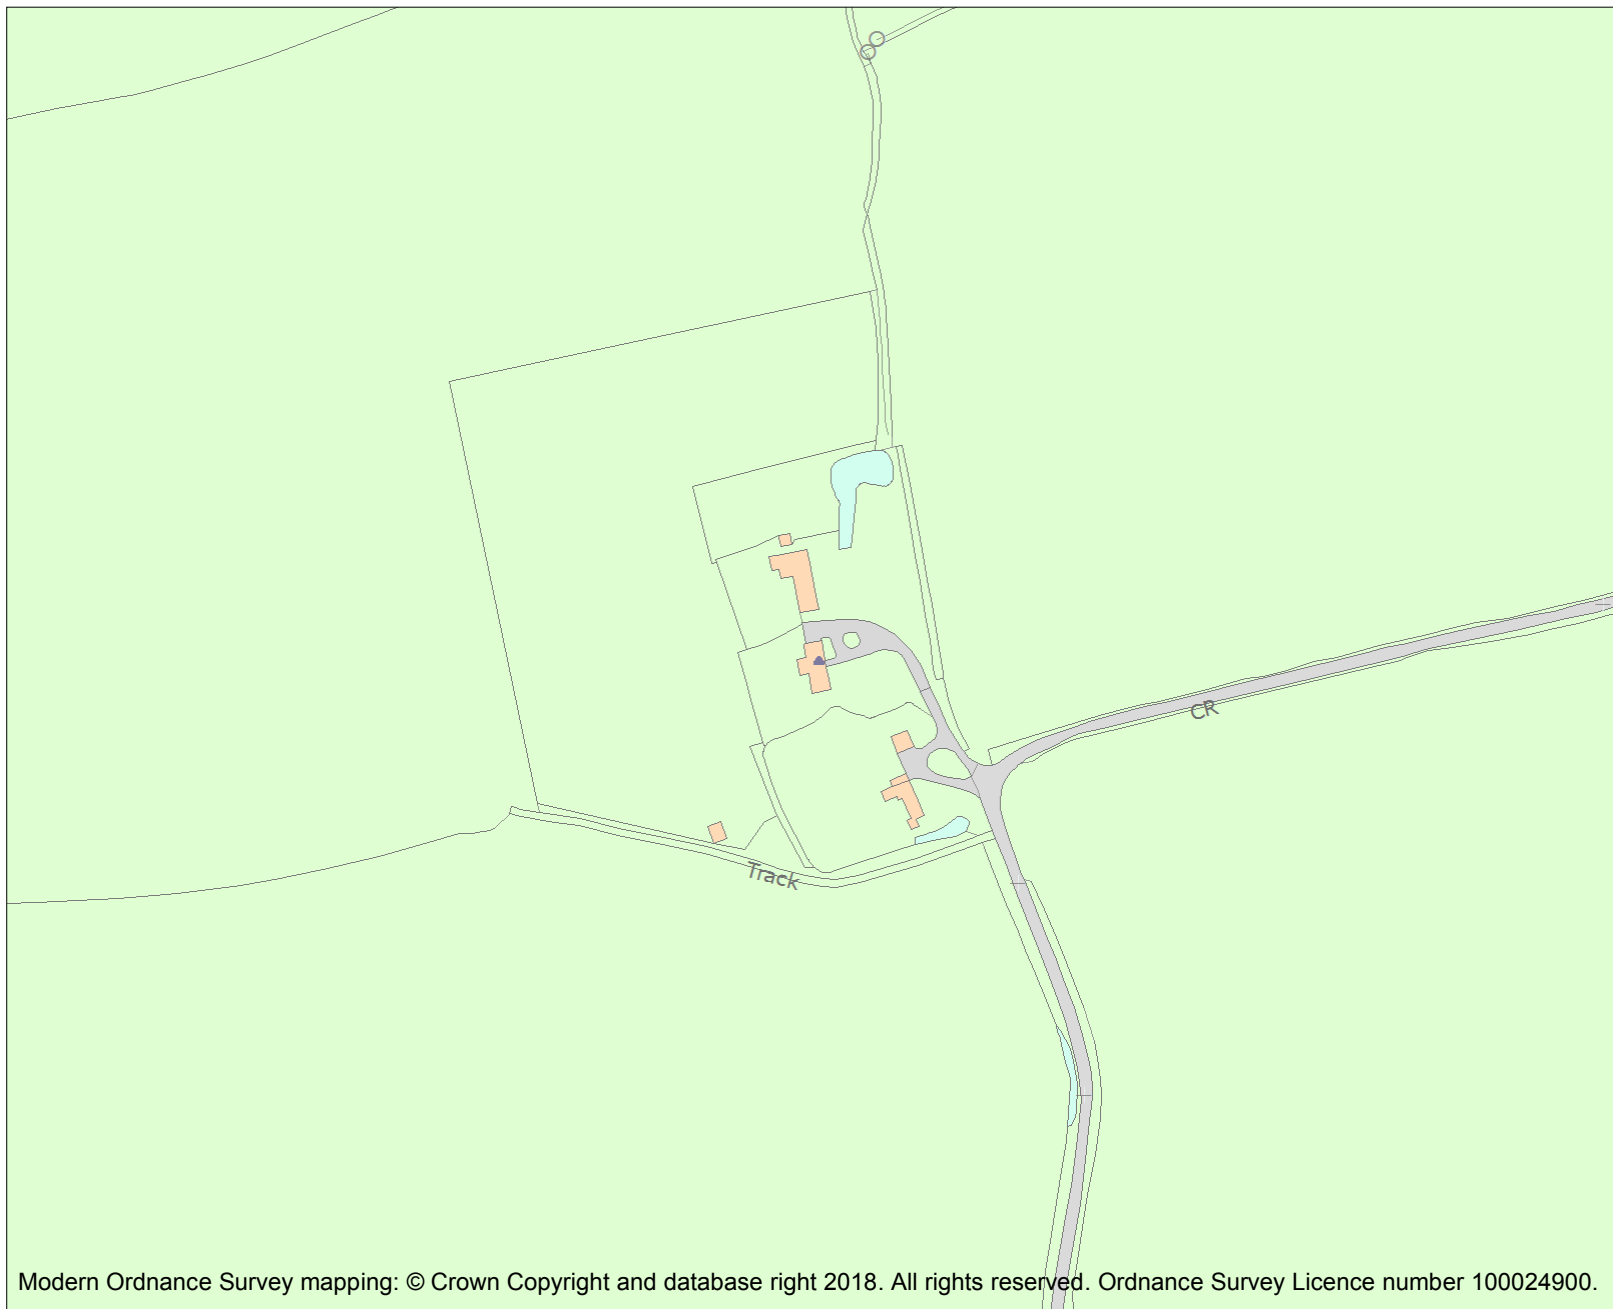 CR
Track
Modern Ordnance Survey mapping: © Crown Copyright and database right 2018. All rights reserved. Ordnance Survey Licence number 100024900.